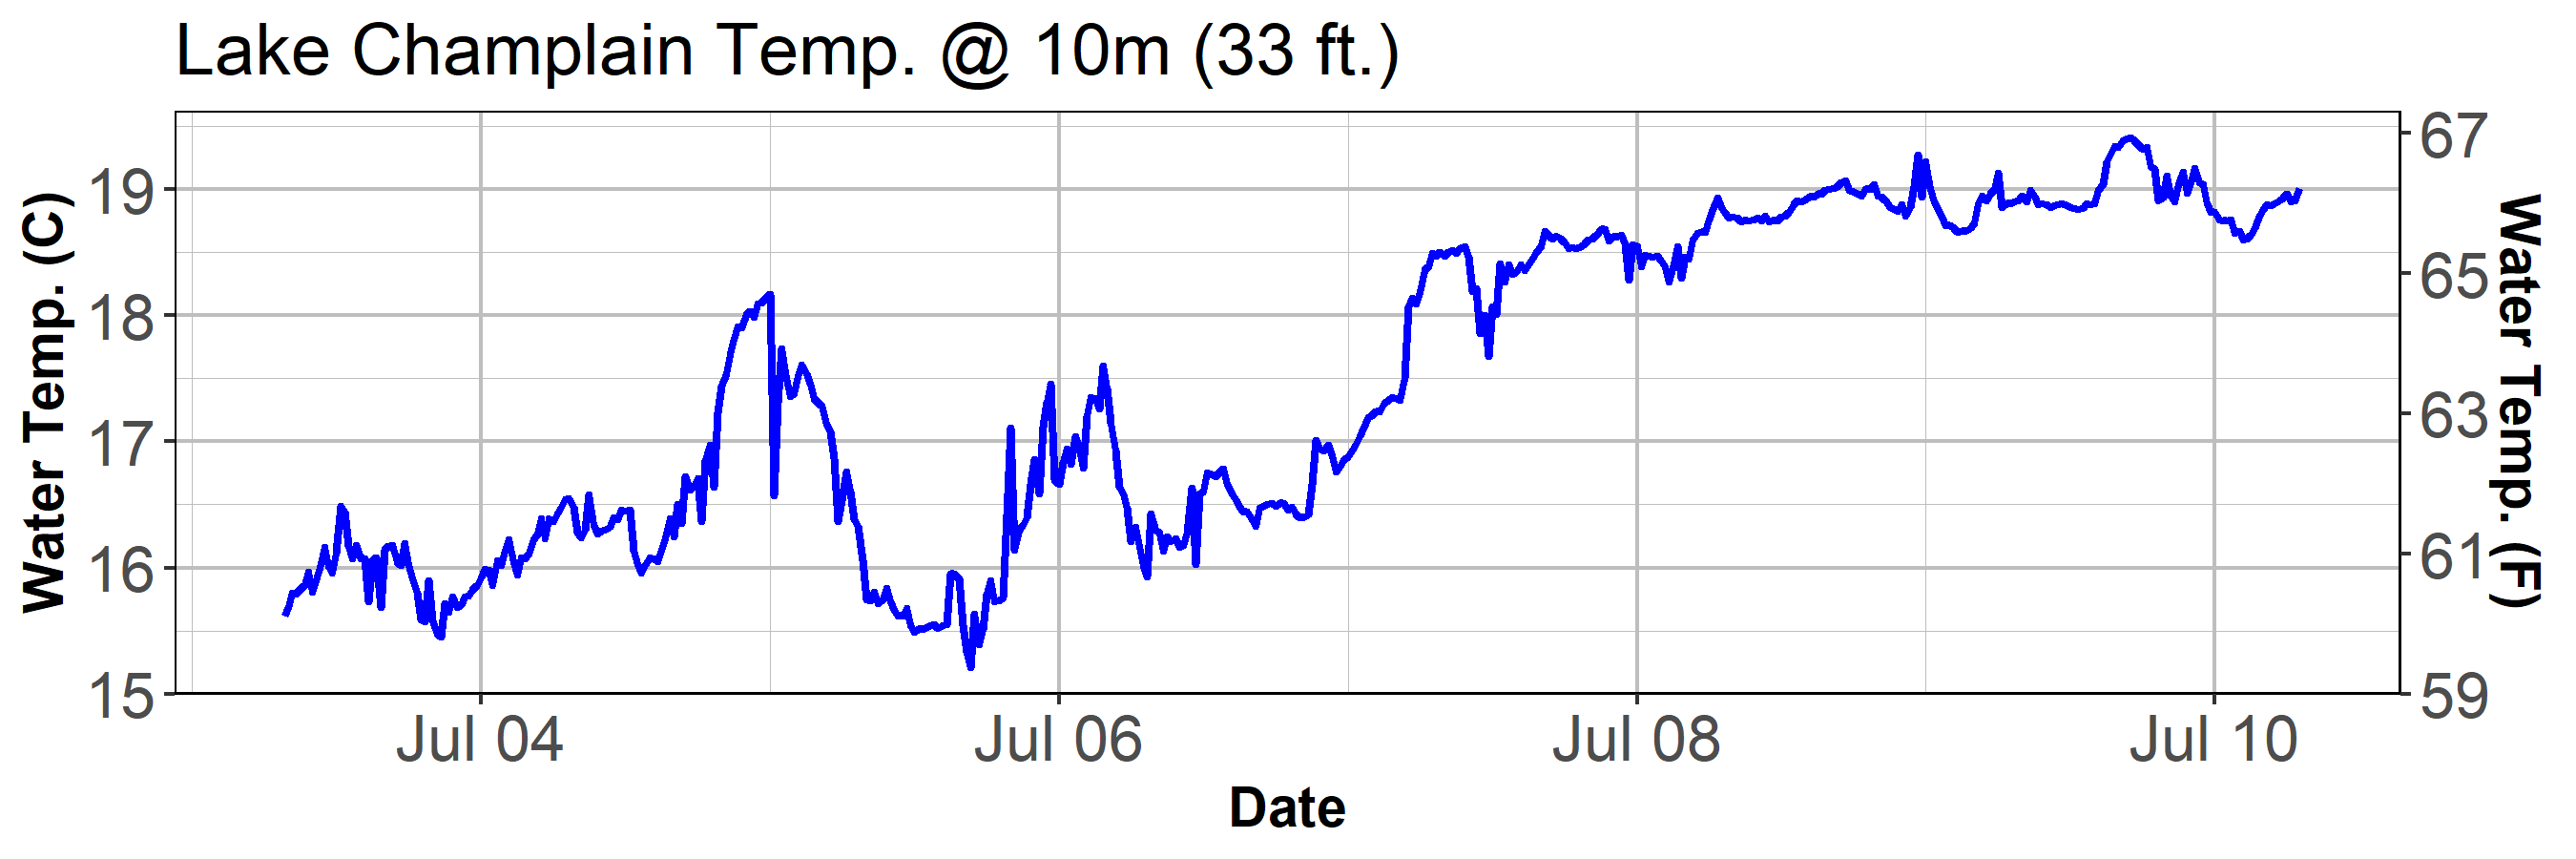 Lake Champlain Temp. @ 10m (33 ft.)
Water Temp. (C)
19
18
17
16
15
67
65
63
61
59
Water Temp. (F)
Jul 04 Jul 06 Jul 08 Jul 10
Date